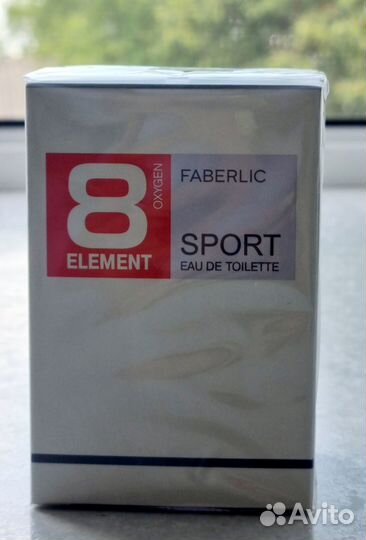 8
OXYGEN
ELEMENT
FABERLIC
SPORT
EAU DE TOILETTE
Avito